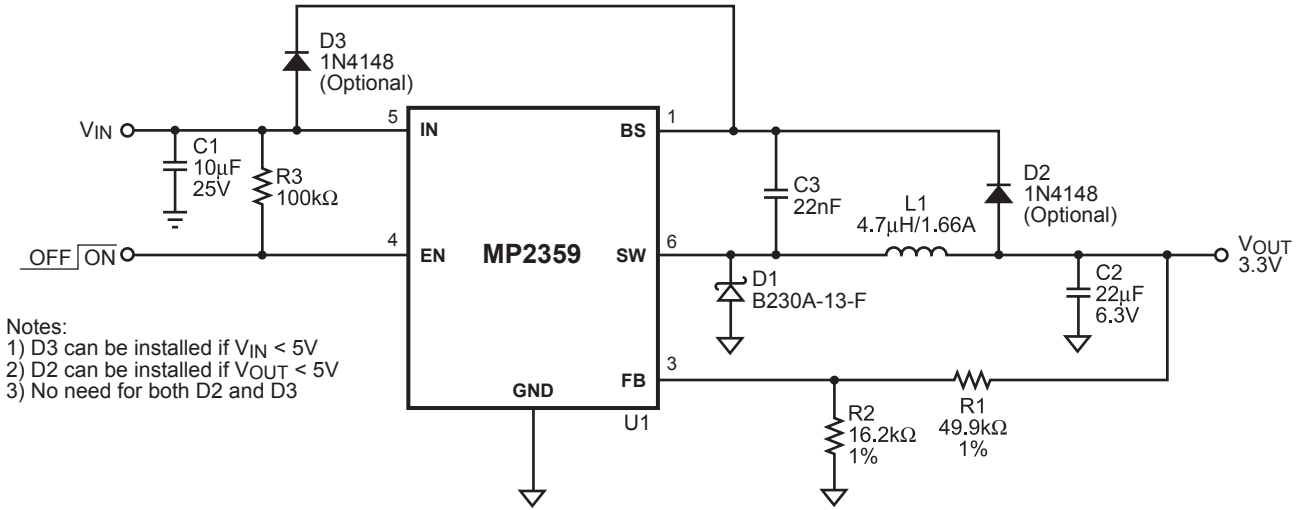 D3
1N4148
(Optional)
VIN
C1
10μF
25V
R3
100kΩ
OFF ON
5
IN
4
EN
MP2359
GND
U1
BS
1
SW
6
FB
3
C3
22nF
L1
4.7μH/1.66A
D2
1N4148
(Optional)
D1
B230A-13-F
VOUT
3.3V
C2
22μF
6.3V
R2
16.2kΩ
1%
R1
49.9kΩ
1%
Notes:
1) D3 can be installed if VIN < 5V
2) D2 can be installed if VOUT < 5V
3) No need for both D2 and D3